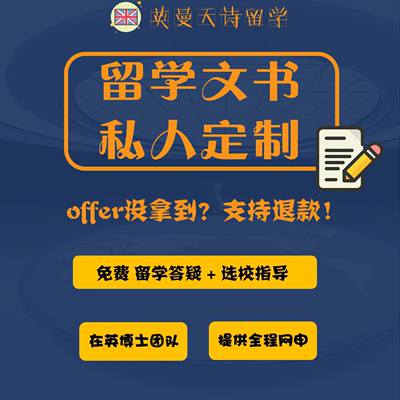 英曼天诗留学
留学文书
私人定制
offer没拿到？支持退款！
免费 留学答疑 + 选校指导
在英博士团队
提供全程网申